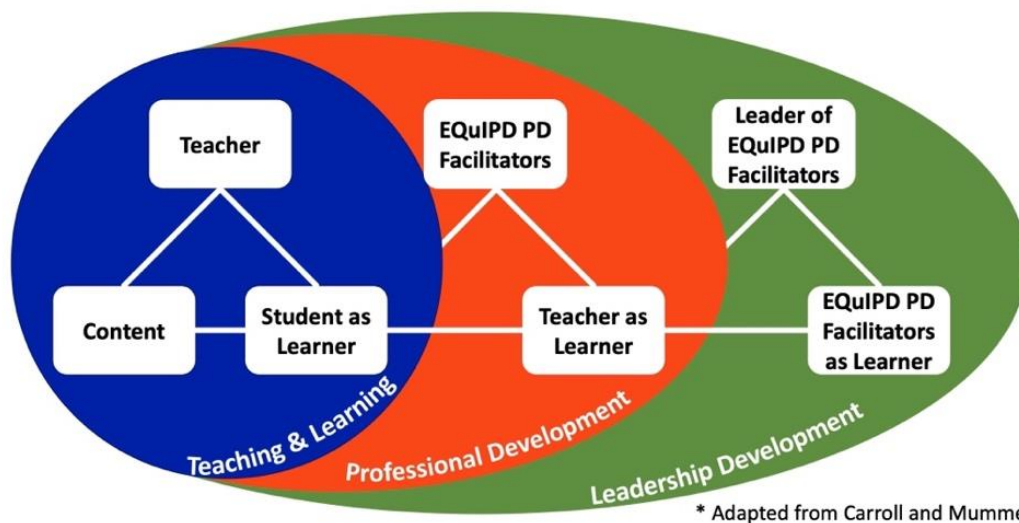 Teacher
EQuIPD PD
Facilitators
Leader of
EQuIPD PD
Facilitators
Content
Student as
Learner
Teacher as
Learner
EQuIPD PD
Facilitators
as Learner
Teaching & Learning
Professional Development
Leadership Development
* Adapted from Carroll and Mumme